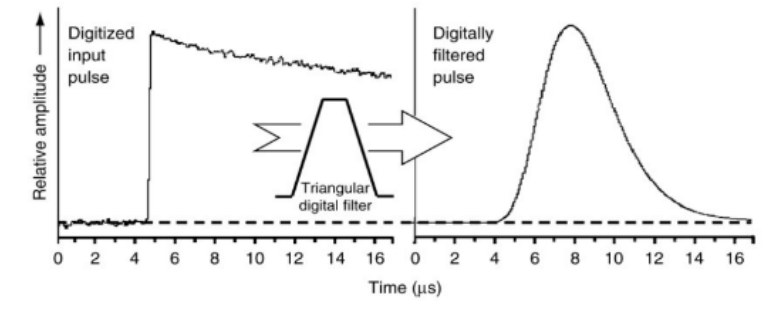 Relative amplitude
Digitized
input
pulse
Triangular
digital filter
Digitally
filtered
pulse
0 2 4 6 8 10 12 14 16
0 2 4 6 8 10 12 14 16
Time (μs)